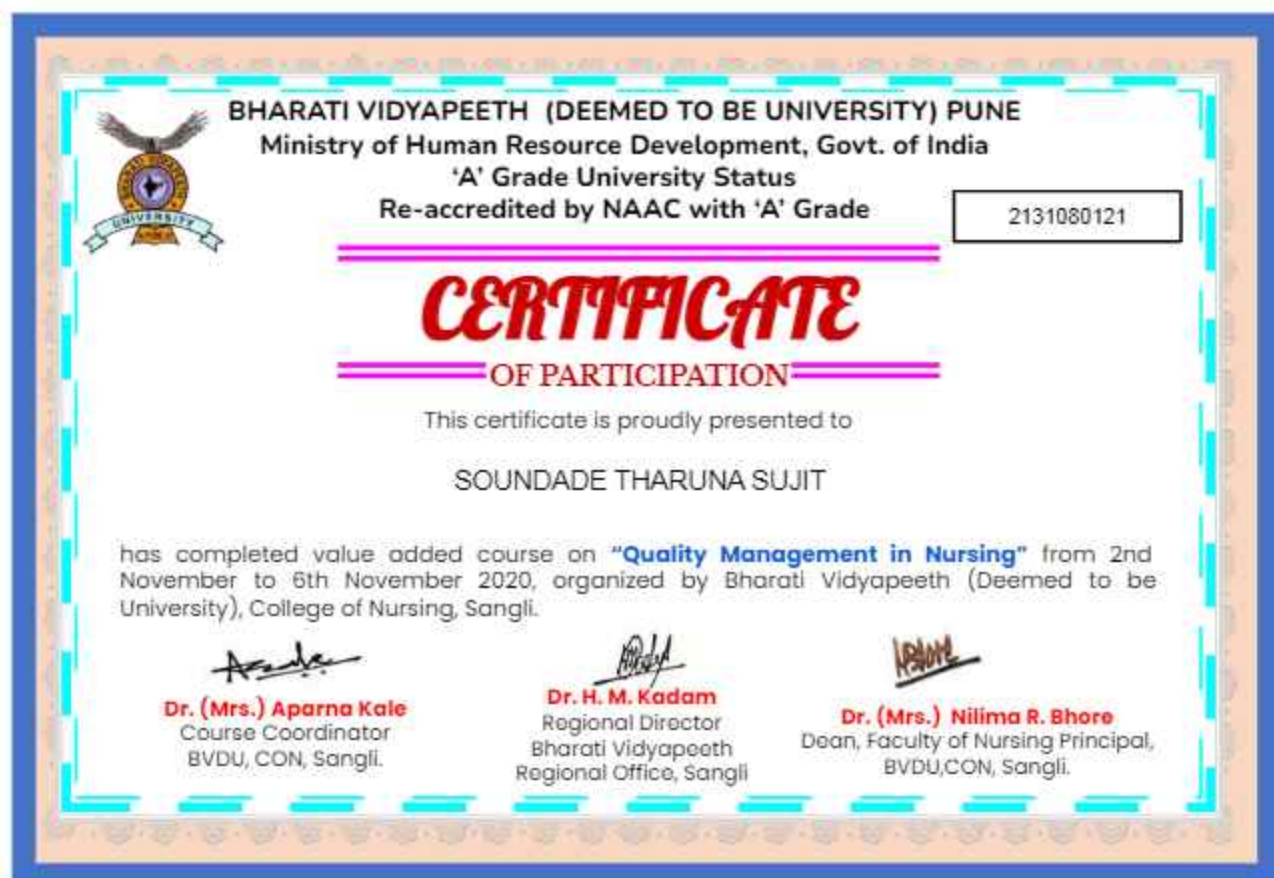 BHARATI VIDYAPEETH (DEEMED TO BE UNIVERSITY) PUNE
Ministry of Human Resource Development, Govt. of India
‘A’ Grade University Status
Re-accredited by NAAC with ‘A’ Grade
2131080121
BHARATI VIDYAPEETH
UNIVERSITY
CERTIFICATE
OF PARTICIPATION
This certificate is proudly presented to
SOUNDADE THARUNA SUJIT
has completed value added course on “Quality Management in Nursing” from 2nd
November to 6th November 2020, organized by Bharati Vidyapeeth (Deemed to be
University), College of Nursing, Sangli.
Dr. (Mrs.) Aparna Kale
Course Coordinator
BVDU, CON, Sangli.
Dr. H. M. Kadam
Regional Director
Bharati Vidyapeeth
Regional Office, Sangli
Dr. (Mrs.) Nilima R. Bhore
Dean, Faculty of Nursing Principal,
BVDU,CON, Sangli.